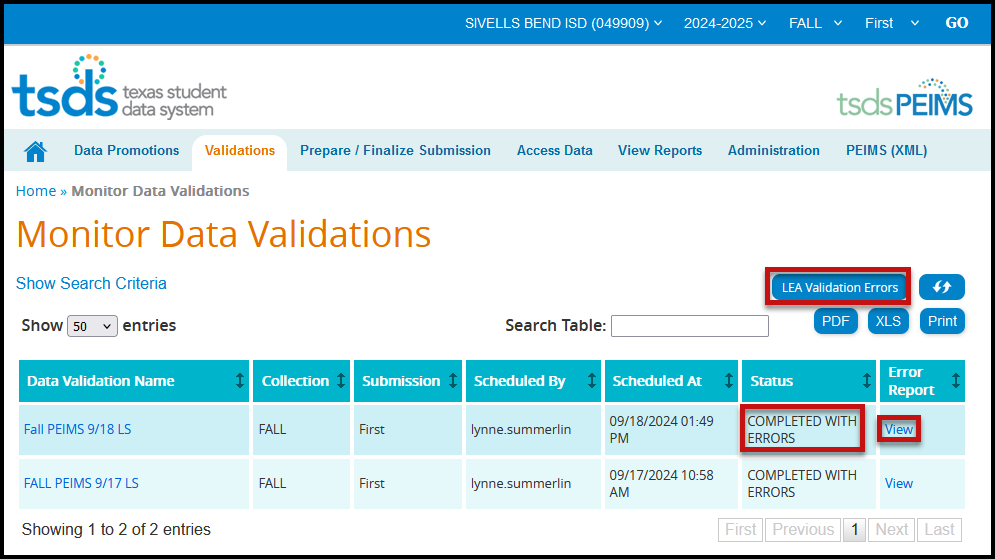 SIVELLS BEND ISD (049909) 2024-2025 FALL First GO
tsds texas student data system
tsds PEIMS
Data Promotions Validations Prepare / Finalize Submission Access Data View Reports Administration PEIMS (XML)
Home » Monitor Data Validations
Monitor Data Validations
Show Search Criteria
LEA Validation Errors
Show 50 entries
Search Table:
PDF XLS Print
Data Validation Name Collection Submission Scheduled By Scheduled At Status Error Report
Fall PEIMS 9/18 LS FALL First lynne.summerlin 09/18/2024 01:49 PM COMPLETED WITH ERRORS View
FALL PEIMS 9/17 LS FALL First lynne.summerlin 09/17/2024 10:58 AM COMPLETED WITH ERRORS View
Showing 1 to 2 of 2 entries
First Previous 1 Next Last